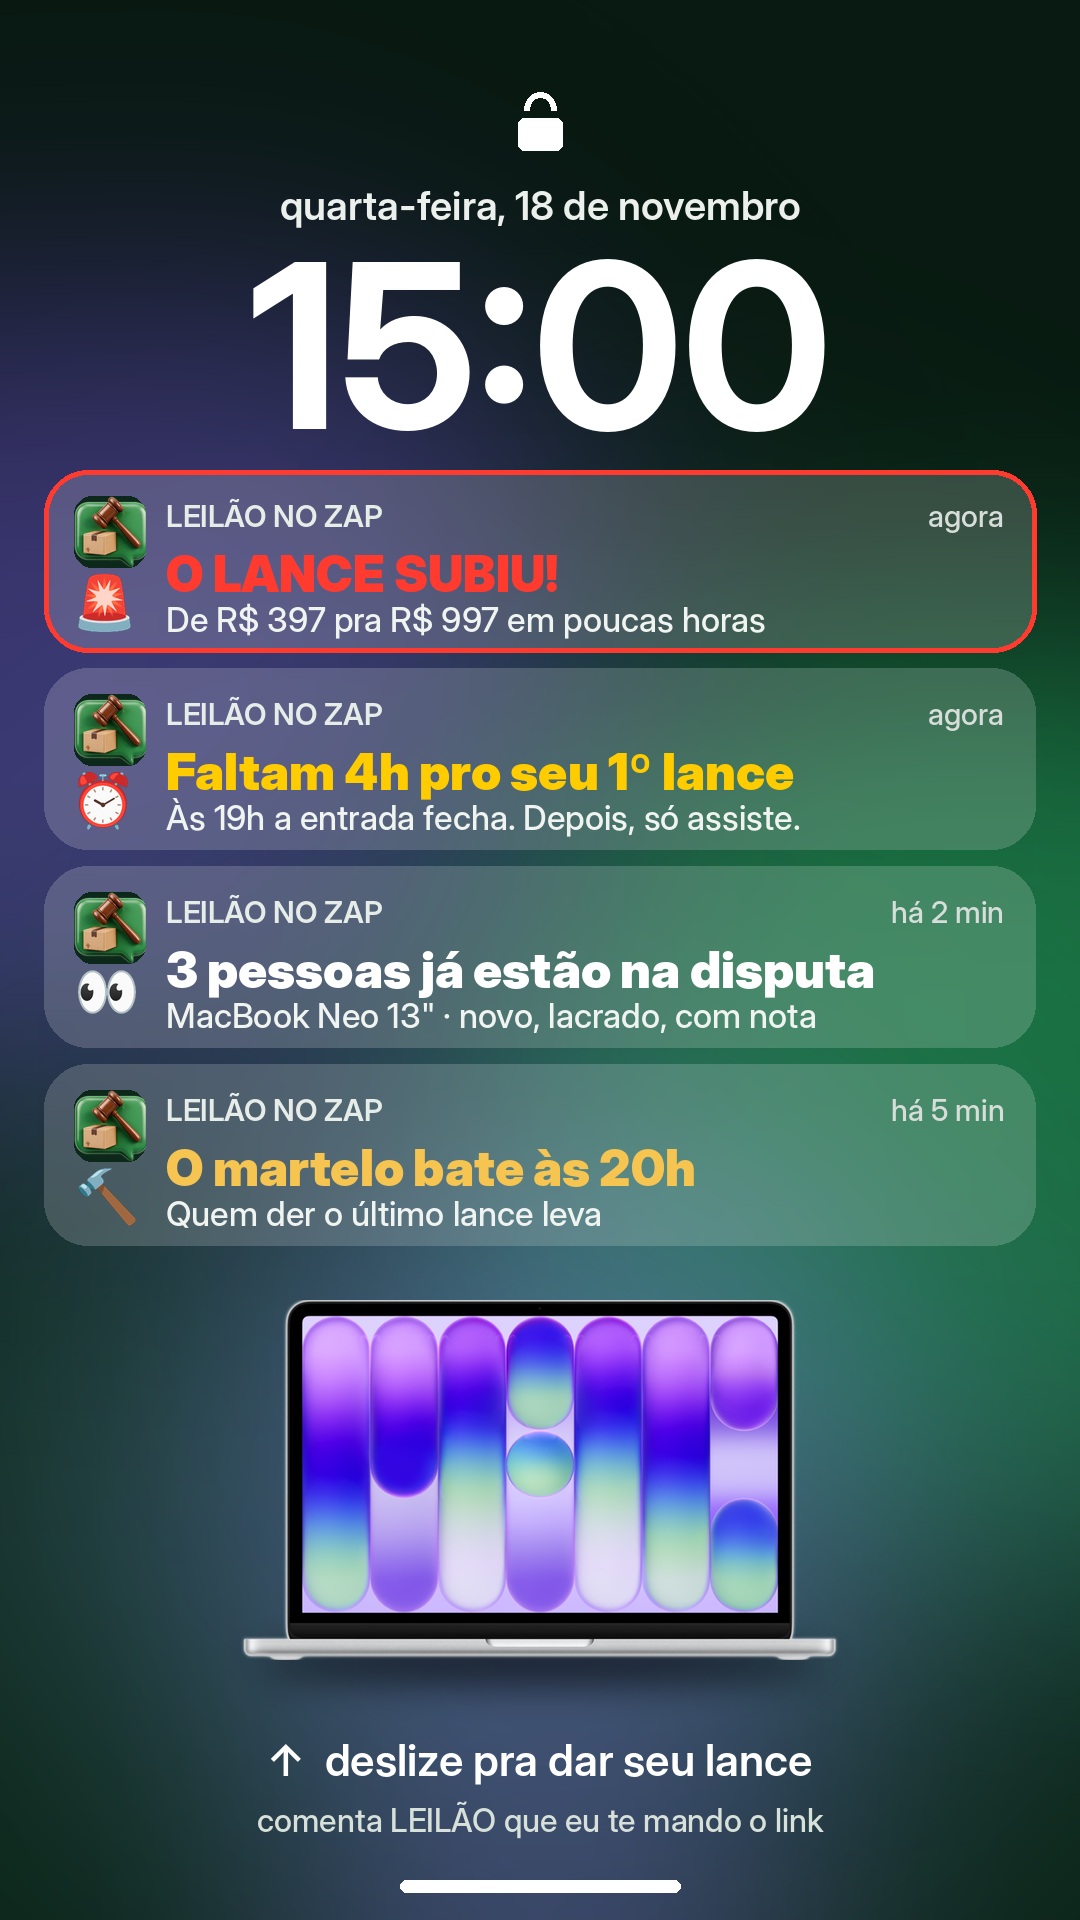 quarta-feira, 18 de novembro
15:00
LEILÃO NO ZAP
agora
O LANCE SUBIU!
De R$ 397 pra R$ 997 em poucas horas
LEILÃO NO ZAP
agora
Faltam 4h pro seu 1º lance
Às 19h a entrada fecha. Depois, só assiste.
LEILÃO NO ZAP
há 2 min
3 pessoas já estão na disputa
MacBook Neo 13" · novo, lacrado, com nota
LEILÃO NO ZAP
há 5 min
O martelo bate às 20h
Quem der o último lance leva
↑ deslize pra dar seu lance
comenta LEILÃO que eu te mando o link